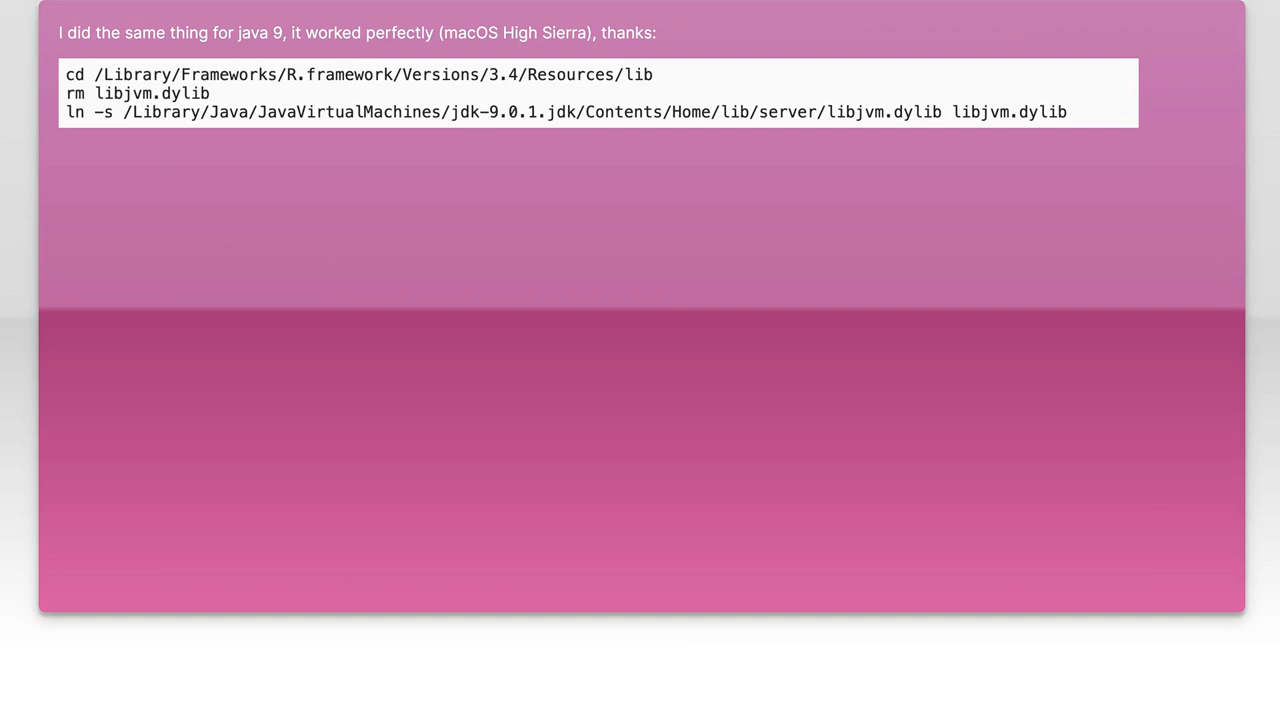 I did the same thing for java 9, it worked perfectly (macOS High Sierra), thanks:
cd /Library/Frameworks/R.framework/Versions/3.4/Resources/lib
rm libjvm.dylib
ln -s /Library/Java/JavaVirtualMachines/jdk-9.0.1.jdk/Contents/Home/lib/server/libjvm.dylib libjvm.dylib